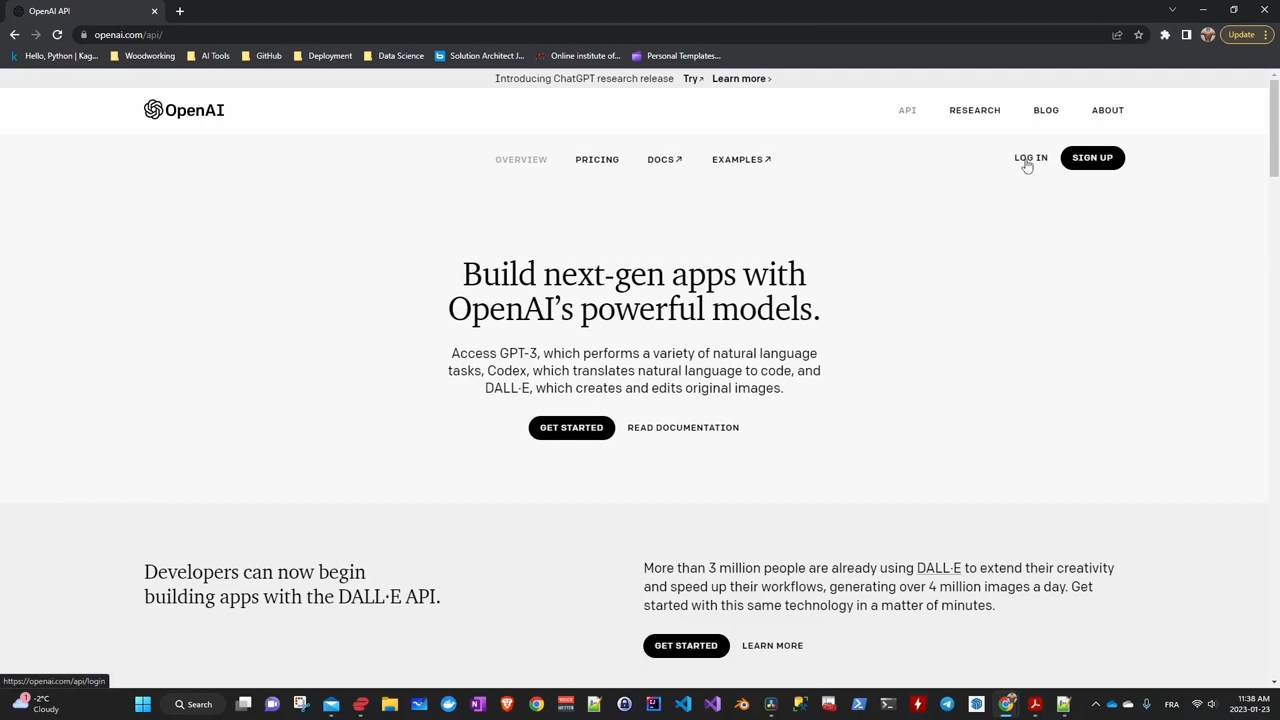 OpenAI API
openai.com/api/
Update
Hello, Python | Kag...
Woodworking
AI Tools
GitHub
Deployment
Data Science
Solution Architect J...
Online institute of...
Personal Templates...
Introducing ChatGPT research release Try↗ Learn more ›
OpenAI
API RESEARCH BLOG ABOUT
OVERVIEW PRICING DOCS↗ EXAMPLES↗
LOG IN SIGN UP
Build next-gen apps with
OpenAI’s powerful models.
Access GPT-3, which performs a variety of natural language
tasks, Codex, which translates natural language to code, and
DALL·E, which creates and edits original images.
GET STARTED READ DOCUMENTATION
Developers can now begin
building apps with the DALL·E API.
More than 3 million people are already using DALL·E to extend their creativity
and speed up their workflows, generating over 4 million images a day. Get
started with this same technology in a matter of minutes.
GET STARTED LEARN MORE
https://openai.com/api/login
-2°C
Cloudy
Search
FRA
11:38 AM
2023-01-23